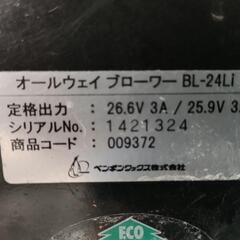 オールウェイ ブローワー BL-24Li
定格出力 : 26.6V 3A / 25.9V 3
シリアルNo. : 1421324
商品コード : 009372
ペンギンワックス株式会社
ECO